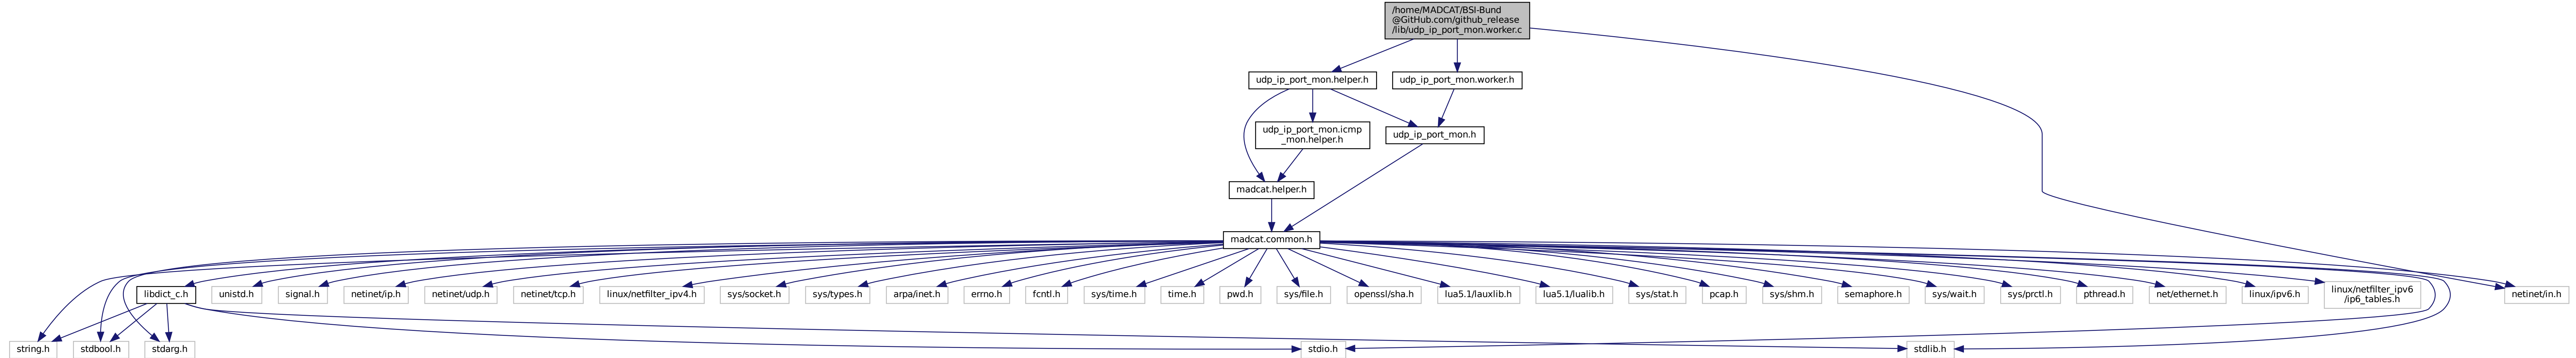 /home/MADCAT/BSI-Bund
@GitHub.com/github_release
/lib/udp_ip_port_mon.worker.c
udp_ip_port_mon.helper.h
udp_ip_port_mon.worker.h
udp_ip_port_mon.icmp
_mon.helper.h
udp_ip_port_mon.h
madcat.helper.h
madcat.common.h
libdict_c.h
unistd.h
signal.h
netinet/ip.h
netinet/udp.h
netinet/tcp.h
linux/netfilter_ipv4.h
sys/socket.h
sys/types.h
arpa/inet.h
errno.h
fcntl.h
sys/time.h
time.h
pwd.h
sys/file.h
openssl/sha.h
lua5.1/lauxlib.h
lua5.1/lualib.h
sys/stat.h
pcap.h
sys/shm.h
semaphore.h
sys/wait.h
sys/prctl.h
pthread.h
net/ethernet.h
linux/ipv6.h
linux/netfilter_ipv6
/ip6_tables.h
netinet/in.h
string.h
stdbool.h
stdarg.h
stdio.h
stdlib.h